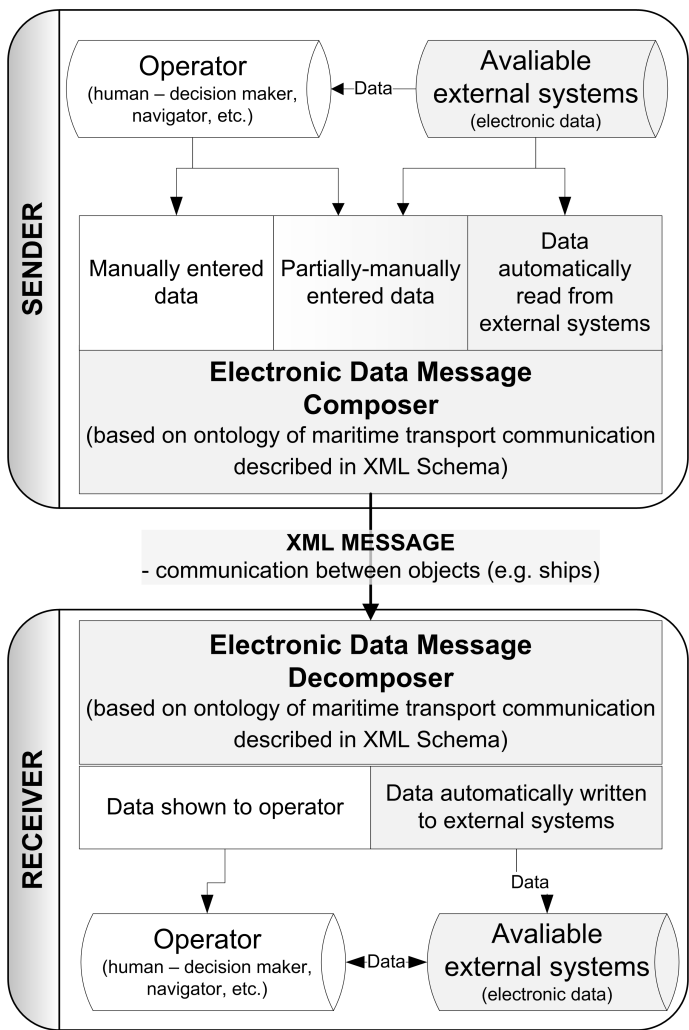 SENDER
Operator
(human – decision maker,
navigator, etc.)
Data
Avaliable
external systems
(electronic data)
Manually entered
data
Partially-manually
entered data
Data
automatically
read from
external systems
Electronic Data Message
Composer
(based on ontology of maritime transport communication
described in XML Schema)
XML MESSAGE
- communication between objects (e.g. ships)
RECEIVER
Electronic Data Message
Decomposer
(based on ontology of maritime transport communication
described in XML Schema)
Data shown to operator
Data automatically written
to external systems
Data
Operator
(human – decision maker,
navigator, etc.)
Data
Avaliable
external systems
(electronic data)